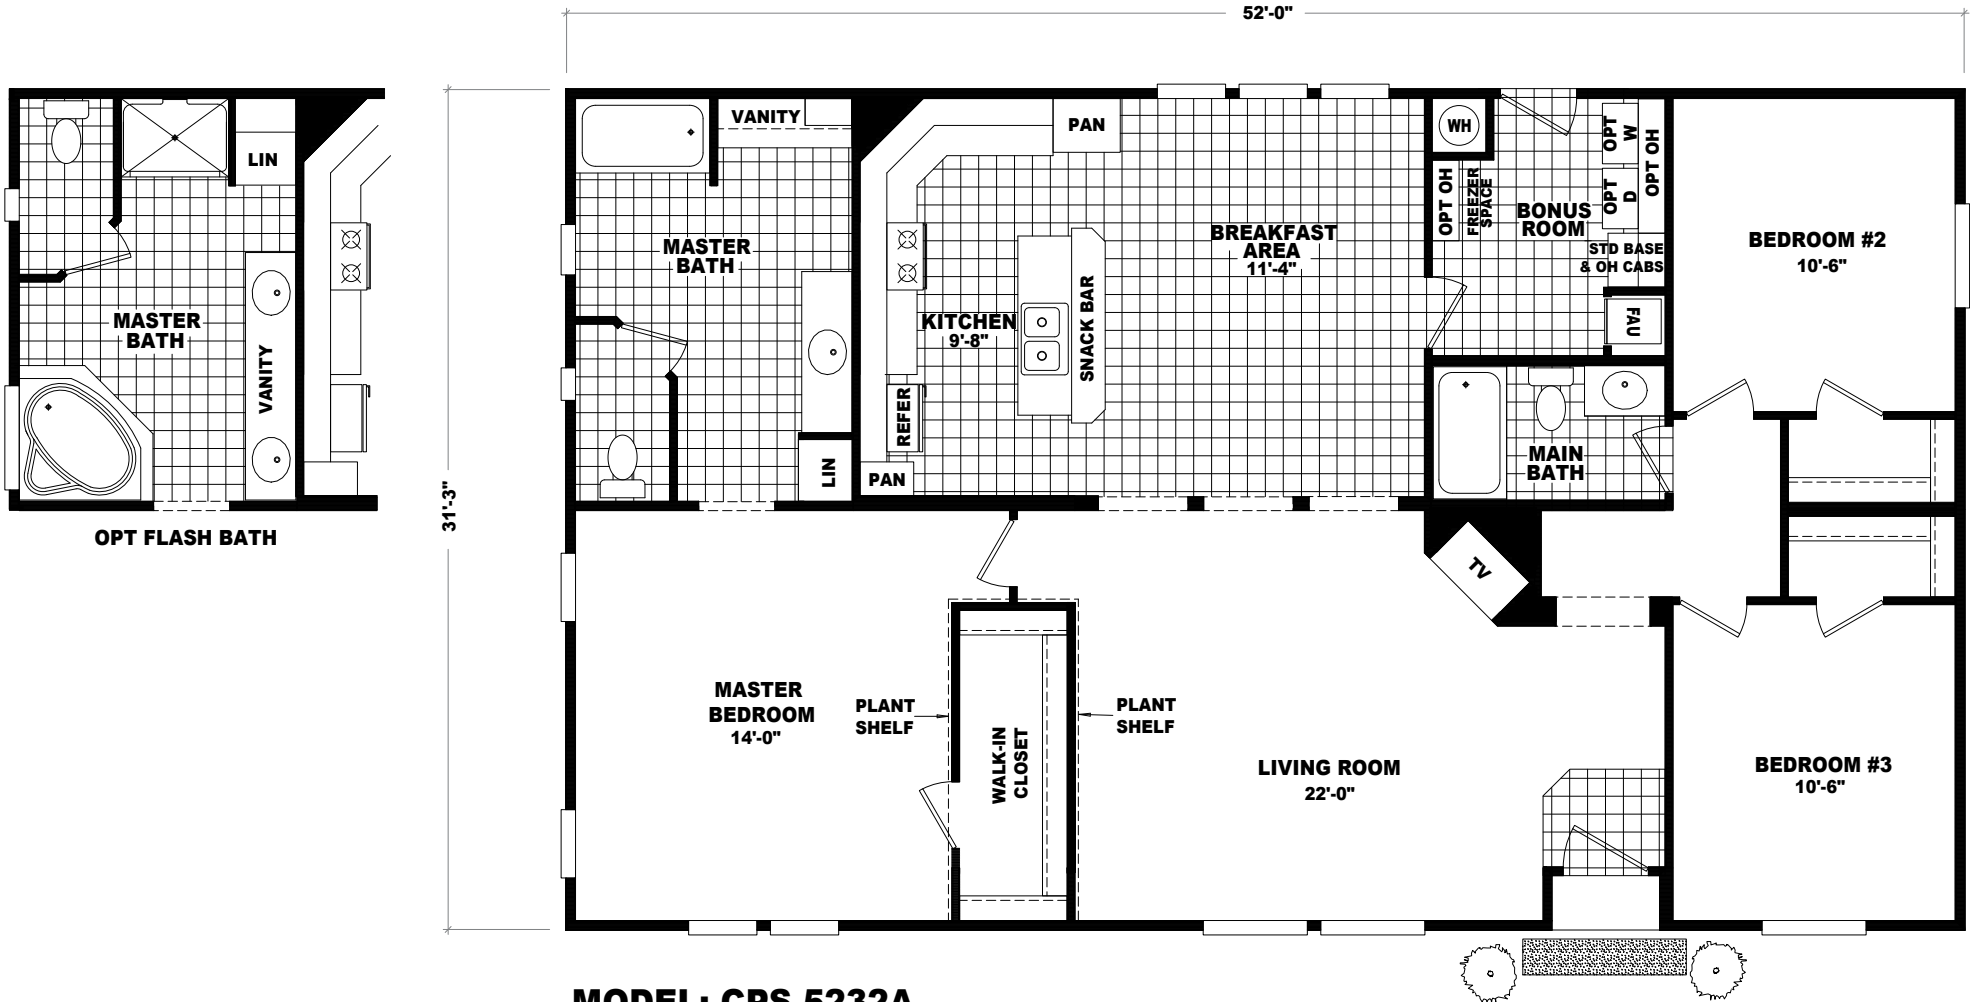 52'-0"
LIN
MASTER
BATH
VANITY
OPT FLASH BATH
31'-3"
VANITY
MASTER
BATH
LIN
PAN
KITCHEN
9'-8"
REFER
PAN
SNACK BAR
BREAKFAST
AREA
11'-4"
WH
OPT OH
FREEZER
SPACE
BONUS
ROOM
OPT
W
OPT
D
OPT OH
STD BASE
& OH CABS
FAU
MAIN
BATH
BEDROOM #2
10'-6"
TV
MASTER
BEDROOM
14'-0"
PLANT
SHELF
WALK-IN
CLOSET
PLANT
SHELF
LIVING ROOM
22'-0"
BEDROOM #3
10'-6"
MODEL: CPS 5232A